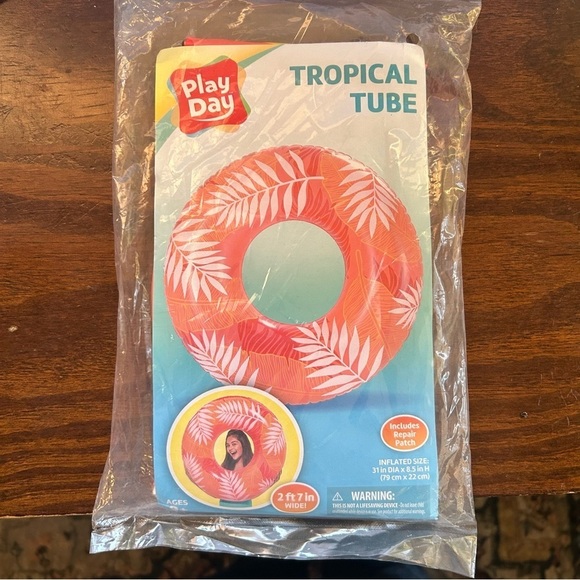 Play
Day
TROPICAL
TUBE
Includes
Repair
Patch
INFLATED SIZE:
31 in DIA x 8.5 in H
(79 cm x 22 cm)
2 ft 7 in
WIDE!
AGES
WARNING:
THIS IS NOT A LIFESAVING DEVICE